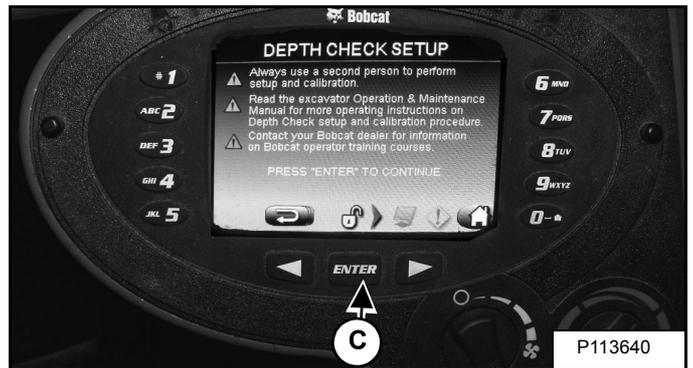 Bobcat
DEPTH CHECK SETUP
Always use a second person to perform
setup and calibration.
Read the excavator Operation & Maintenance
Manual for more operating instructions on
Depth Check setup and calibration procedure.
Contact your Bobcat dealer for information
on Bobcat operator training courses.
PRESS "ENTER" TO CONTINUE
# 1
ABC 2
DEF 3
GHI 4
JKL 5
6 MNO
7 PQRS
8 TUV
9 WXYZ
0 -
ENTER
C
P113640